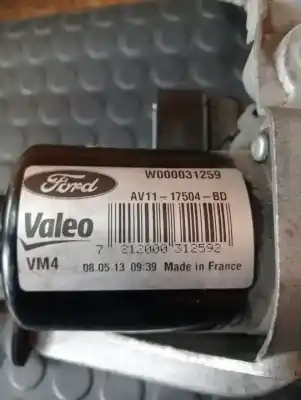 W000031259
Ford
AV11-17504-BD
Valeo
7 212000 312592
VM4 08.05.13 09:39 Made in France